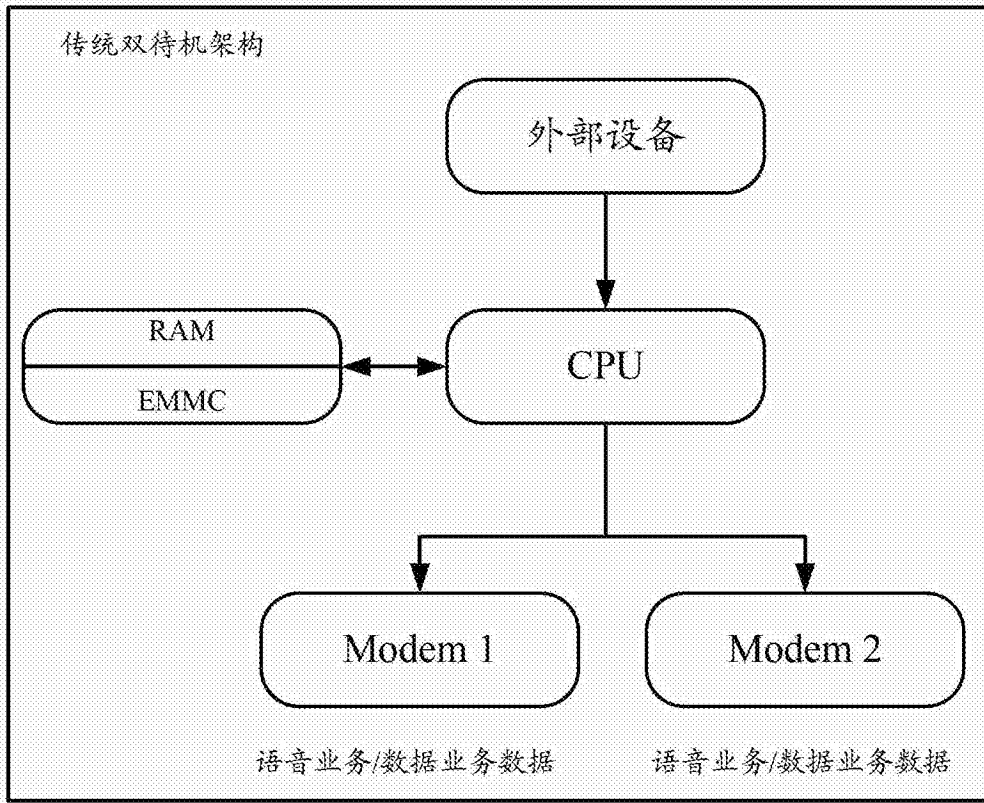 传统双待机架构
外部设备
RAM
CPU
EMMC
Modem 1
Modem 2
语音业务/数据业务数据
语音业务/数据业务数据